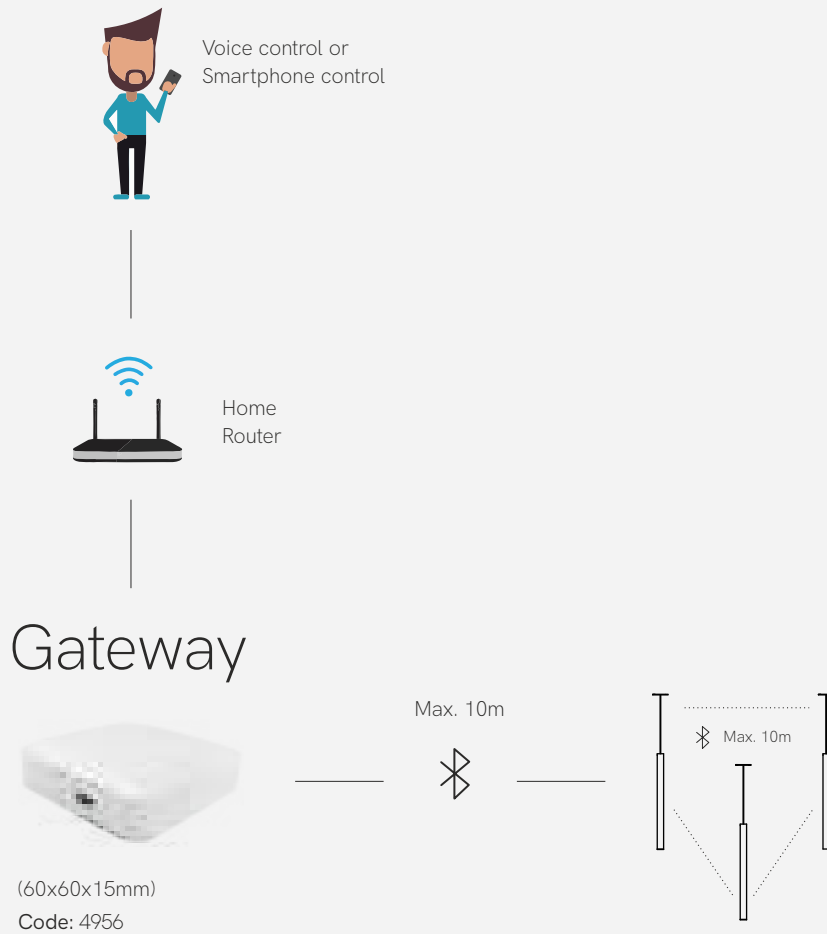 Voice control or
Smartphone control
Home
Router
Gateway
Max. 10m
Max. 10m
(60x60x15mm)
Code: 4956